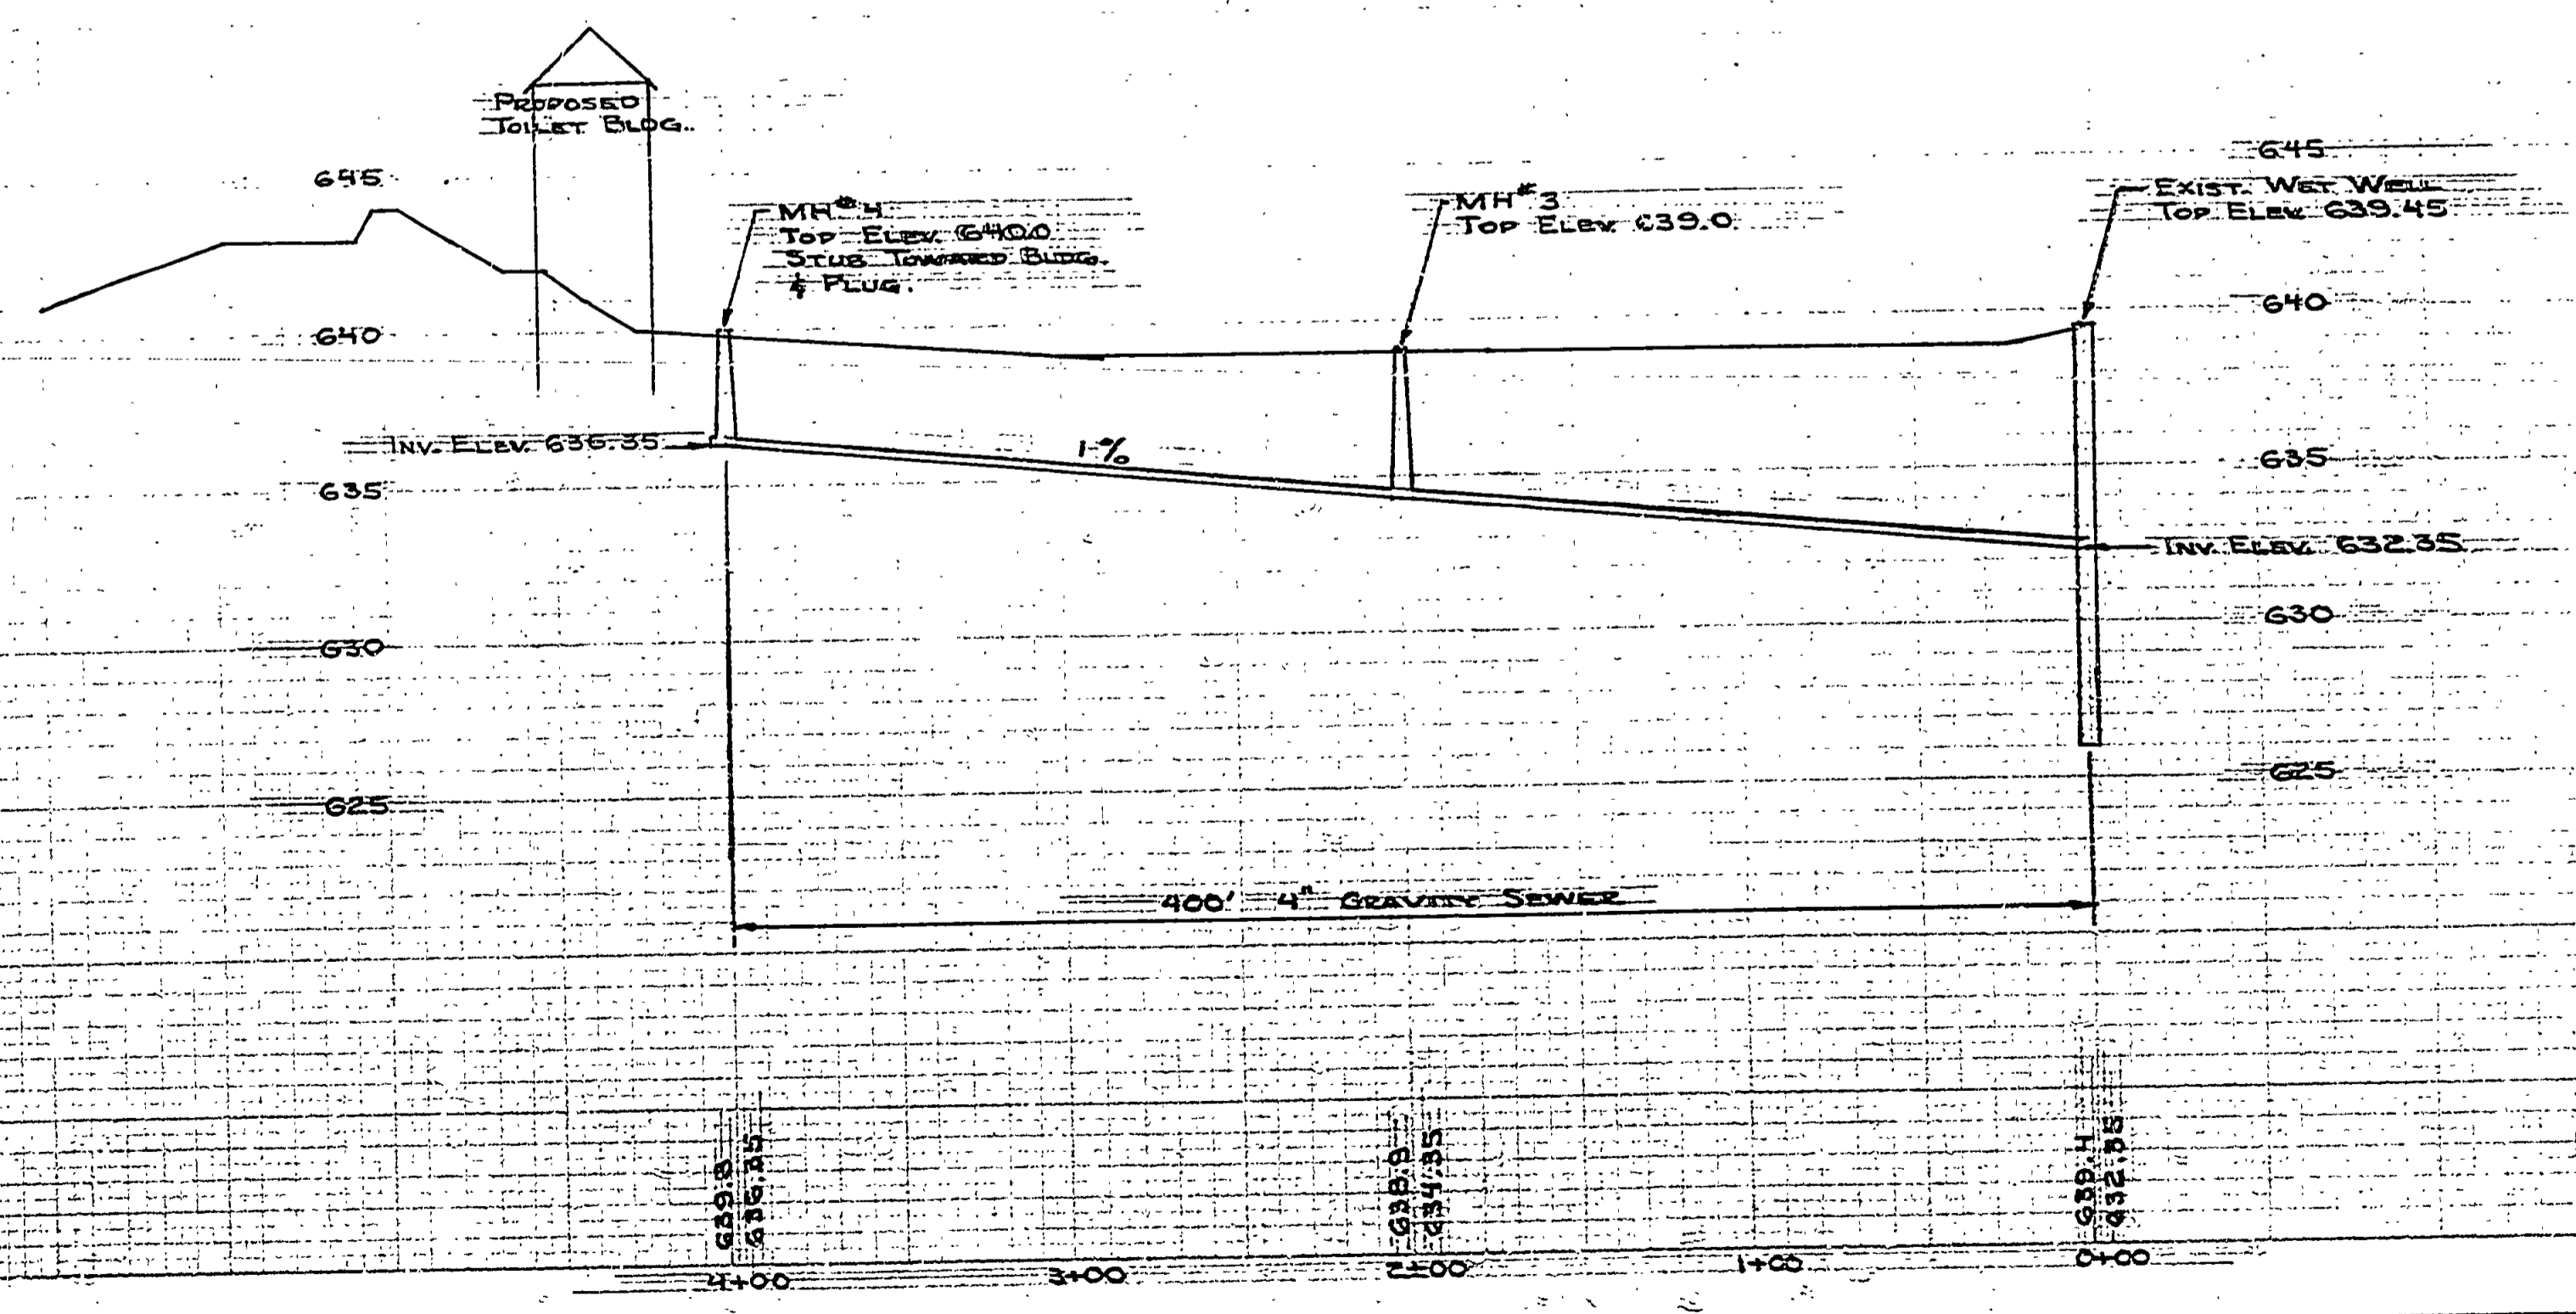 PROPOSED
TOILET BLDG.
645
645
MH #4
TOP ELEV. 640.0
STUB TOWARD BLDG.
& PLUG.
MH #3
TOP ELEV. 639.0
EXIST. WET WELL
TOP ELEV. 639.45
640
640
INV. ELEV. 636.35
1%
635
635
INV. ELEV. 632.35
630
630
625
625
400' 4" GRAVITY SEWER
639.8
636.35
638.9
634.35
639.4
632.35
4+00
3+00
2+00
1+00
0+00